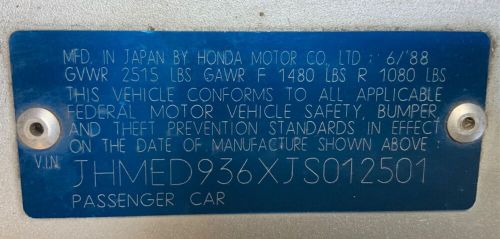 MFD. IN JAPAN BY HONDA MOTOR CO., LTD : 6/'88
GVWR 2515 LBS GAWR F 1480 LBS R 1080 LBS
THIS VEHICLE CONFORMS TO ALL APPLICABLE
FEDERAL MOTOR VEHICLE SAFETY, BUMPER,
AND THEFT PREVENTION STANDARDS IN EFFECT
ON THE DATE OF MANUFACTURE SHOWN ABOVE :
V.I.N. JHMED936XJS012501
PASSENGER CAR